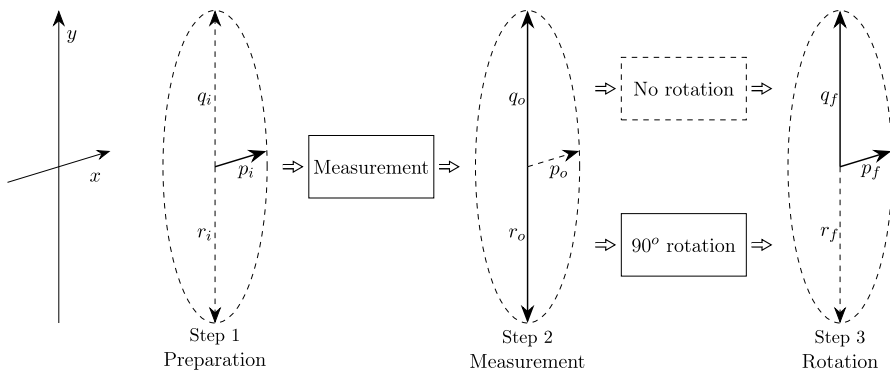 y
x
q_i
p_i
r_i
Step 1
Preparation
Measurement
q_o
p_o
r_o
Step 2
Measurement
No rotation
90^o rotation
q_f
p_f
r_f
Step 3
Rotation